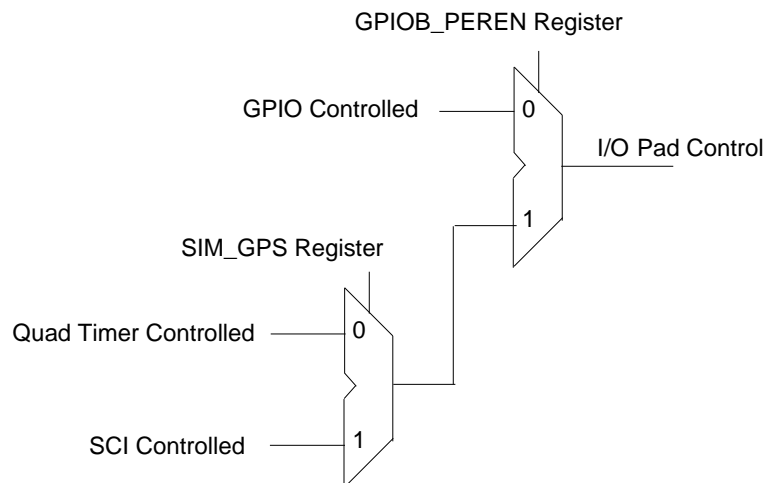 GPIOB_PEREN Register
GPIO Controlled
0
I/O Pad Control
1
SIM_GPS Register
Quad Timer Controlled
0
SCI Controlled
1